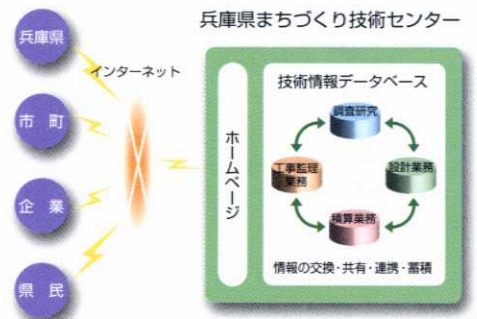 兵庫県まちづくり技術センター
兵庫県
市町
企業
県民
インターネット
ホームページ
技術情報データベース
調査研究
工事監理
業務
設計業務
積算業務
情報の交換・共有・連携・蓄積